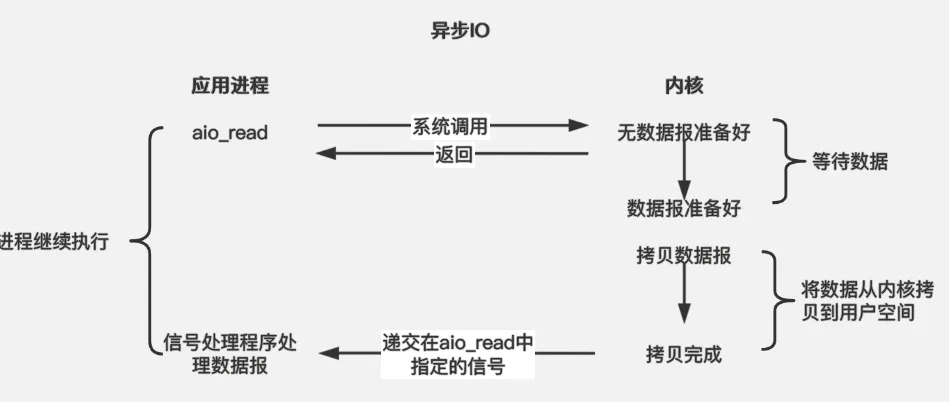 异步IO
应用进程
内核
aio_read
系统调用
无数据报准备好
返回
等待数据
数据报准备好
进程继续执行
拷贝数据报
将数据从内核拷
贝到用户空间
信号处理程序处
理数据报
递交在aio_read中
指定的信号
拷贝完成